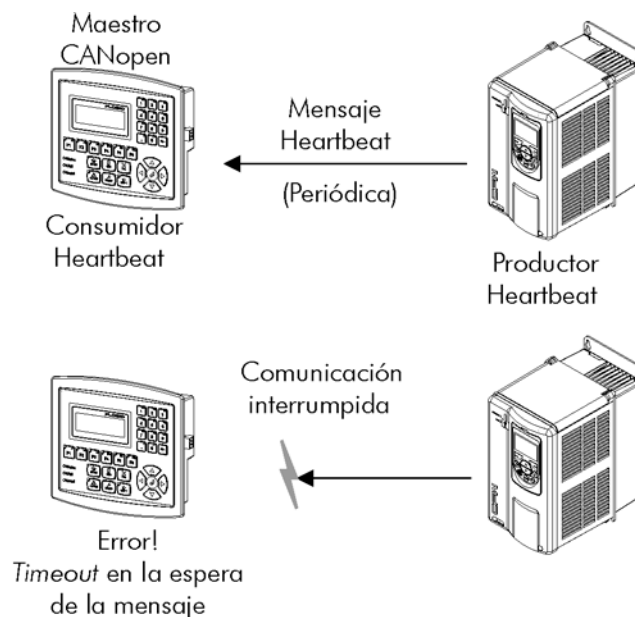 Maestro
CANopen
Mensaje
Heartbeat
(Periódica)
Consumidor
Heartbeat
Productor
Heartbeat
Comunicación
interrumpida
Error!
Timeout en la espera
de la mensaje